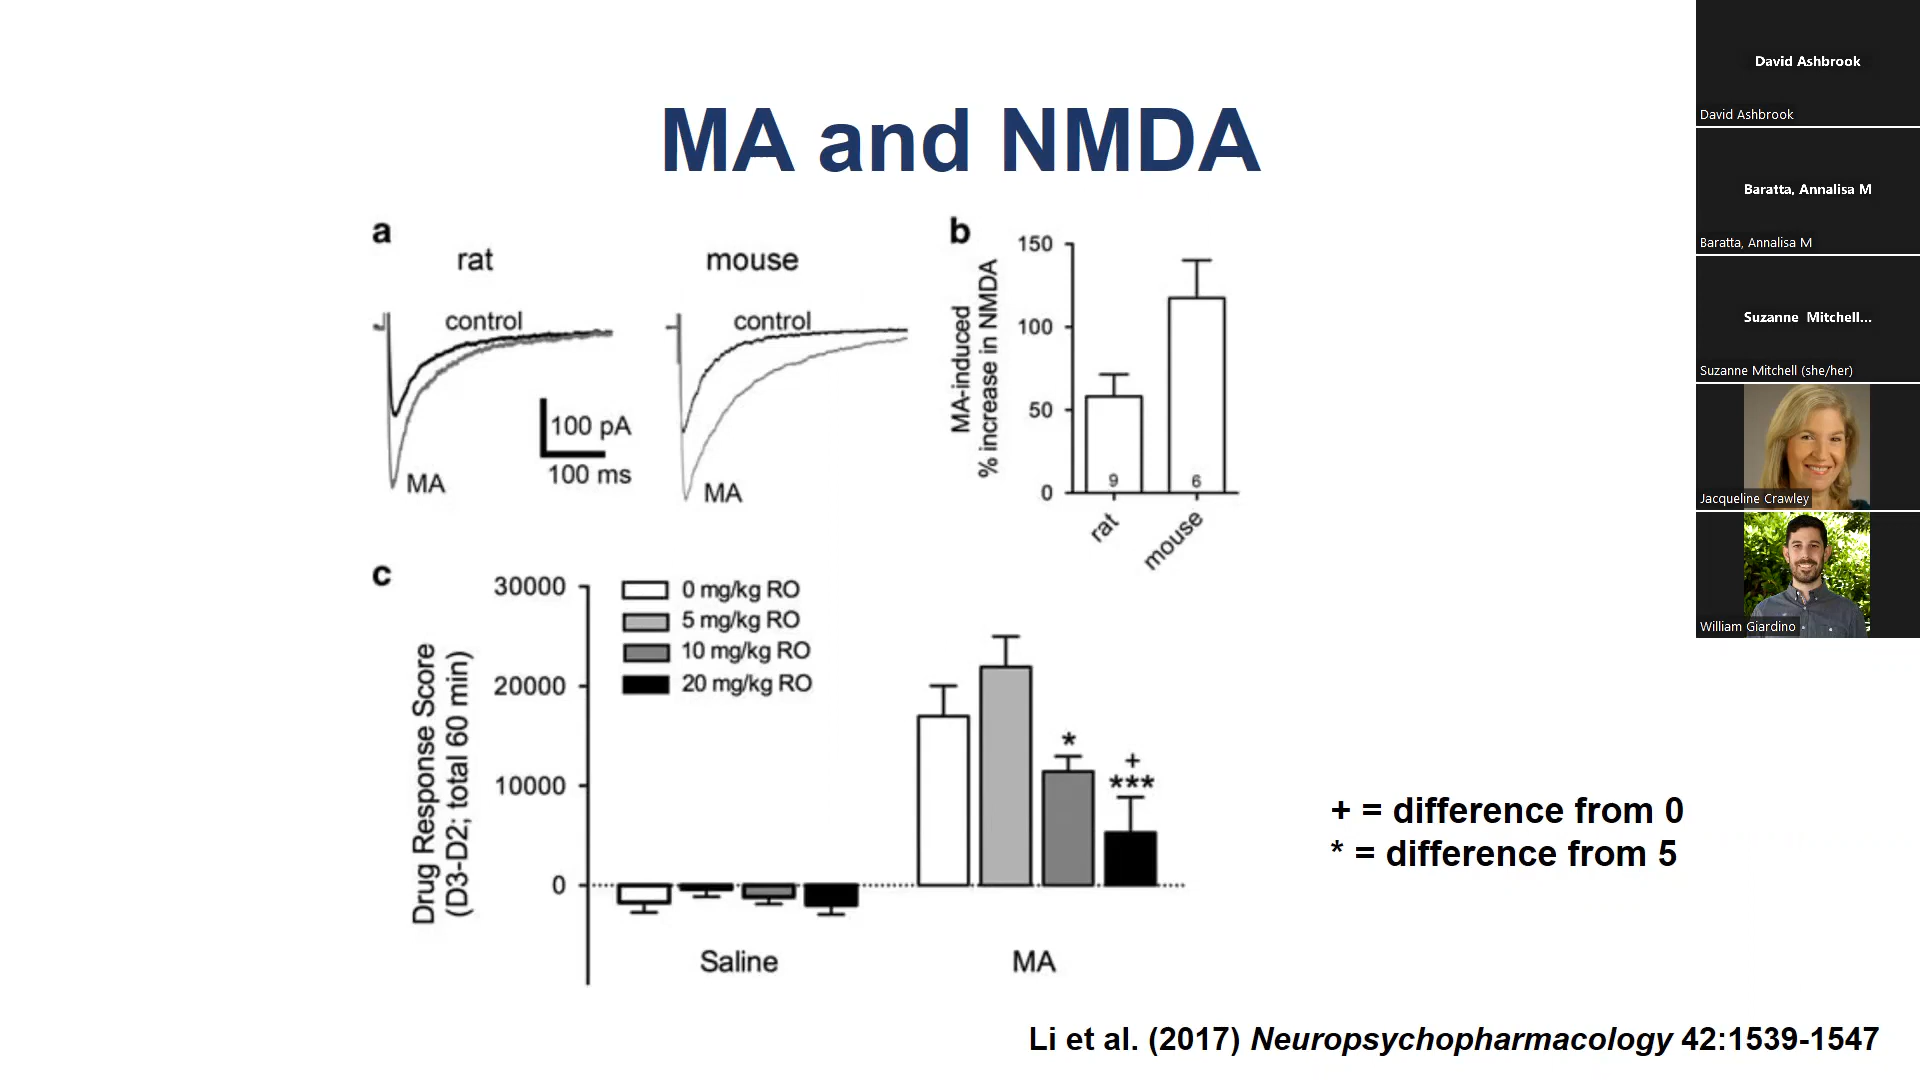 MA and NMDA
a
rat
mouse
control
MA
100 pA
100 ms
control
MA
b
MA-induced
% increase in NMDA
150
100
50
0
9
6
rat
mouse
c
Drug Response Score
(D3-D2; total 60 min)
30000
20000
10000
0
0 mg/kg RO
5 mg/kg RO
10 mg/kg RO
20 mg/kg RO
*
+
***
Saline
MA
+ = difference from 0
* = difference from 5
Li et al. (2017) Neuropsychopharmacology 42:1539-1547
David Ashbrook
David Ashbrook
Baratta, Annalisa M
Baratta, Annalisa M
Suzanne Mitchell...
Suzanne Mitchell (she/her)
Jacqueline Crawley
William Giardino